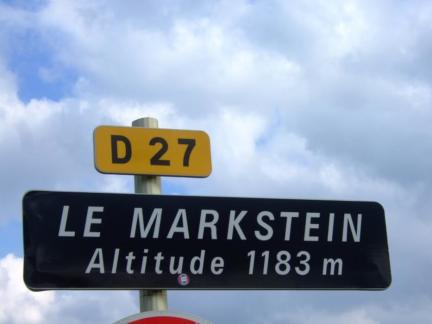 D 27
LE MARKSTEIN
Altitude 1183 m